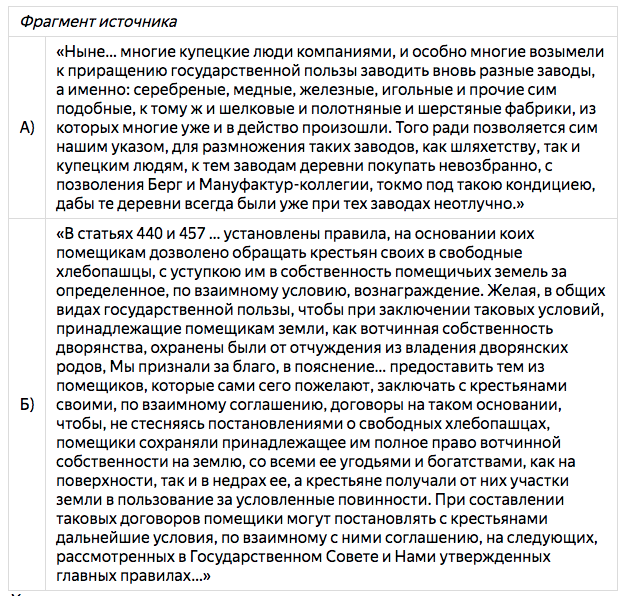 Фрагмент источника
«Ныне... многие купецкие люди компаниями, и особно многие возымели
к приращению государственной пользы заводить вновь разные заводы,
а именно: серебреные, медные, железные, игольные и прочие сим
подобные, к тому ж и шелковые и полотняные и шерстяные фабрики, из
А) которых многие уже и в действо произошли. Того ради позволяется сим
нашим указом, для размножения таких заводов, как шляхетству, так и
купецким людям, к тем заводам деревни покупать невозбранно, с
позволения Берг и Мануфактур-коллегии, токмо под такою кондициею,
дабы те деревни всегда были уже при тех заводах неотлучно.»
«В статьях 440 и 457 ... установлены правила, на основании коих
помещикам дозволено обращать крестьян своих в свободные
хлебопашцы, с уступкою им в собственность помещичьих земель за
определенное, по взаимному условию, вознаграждение. Желая, в общих
видах государственной пользы, чтобы при заключении таковых условий,
принадлежащие помещикам земли, как вотчинная собственность
дворянства, охранены были от отчуждения из владения дворянских
родов, Мы признали за благо, в пояснение... предоставить тем из
Б) помещиков, которые сами сего пожелают, заключать с крестьянами
своими, по взаимному соглашению, договоры на таком основании,
чтобы, не стесняясь постановлениями о свободных хлебопашцах,
помещики сохраняли принадлежащее им полное право вотчинной
собственности на землю, со всеми ее угодьями и богатствами, как на
поверхности, так и в недрах ее, а крестьяне получали от них участки
земли в пользование за условленные повинности. При составлении
таковых договоров помещики могут постановлять с крестьянами
дальнейшие условия, по взаимному с ними соглашению, на следующих,
рассмотренных в Государственном Совете и Нами утвержденных
главных правилах...»